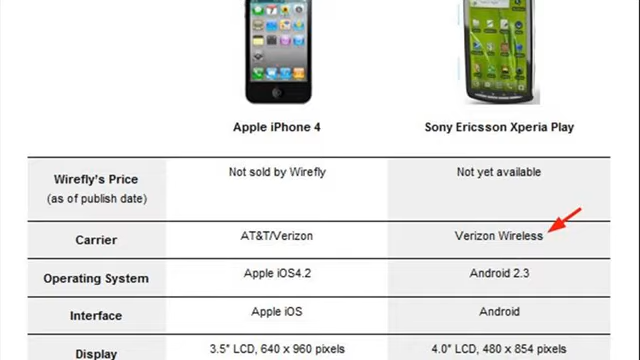 Apple iPhone 4
Sony Ericsson Xperia Play
Wirefly's Price
(as of publish date)
Not sold by Wirefly
Not yet available
Carrier
AT&T/Verizon
Verizon Wireless
Operating System
Apple iOS4.2
Android 2.3
Interface
Apple iOS
Android
Display
3.5" LCD, 640 x 960 pixels
4.0" LCD, 480 x 854 pixels